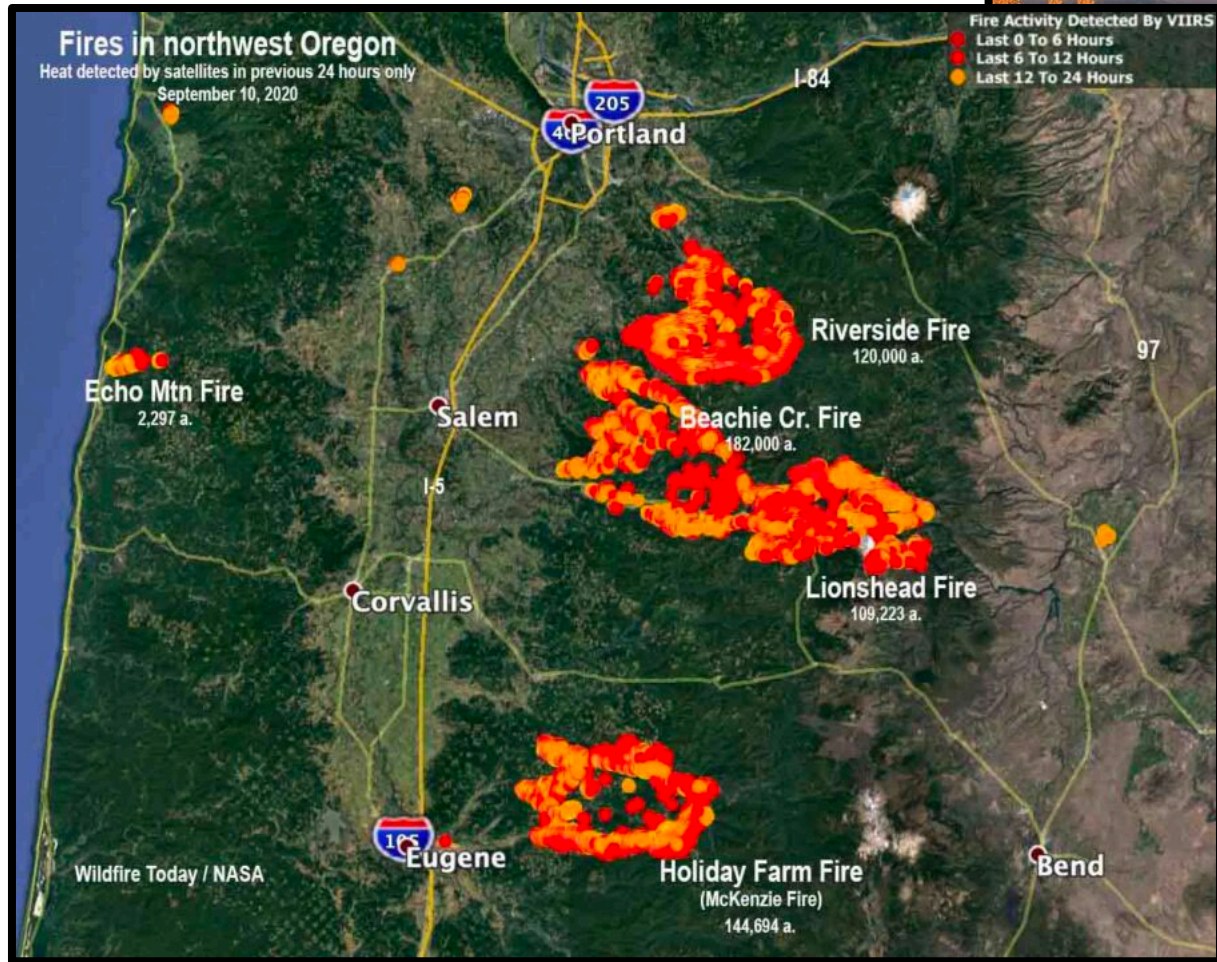 Fires in northwest Oregon
Heat detected by satellites in previous 24 hours only
September 10, 2020
Fire Activity Detected By VIIRS
Last 0 To 6 Hours
Last 6 To 12 Hours
Last 12 To 24 Hours
I-84
205
Portland
Riverside Fire
120,000 a.
97
Echo Mtn Fire
2,297 a.
Salem
Beachie Cr. Fire
182,000 a.
I-5
Lionshead Fire
109,223 a.
Corvallis
105
Eugene
Holiday Farm Fire
(McKenzie Fire)
144,694 a.
Bend
Wildfire Today / NASA